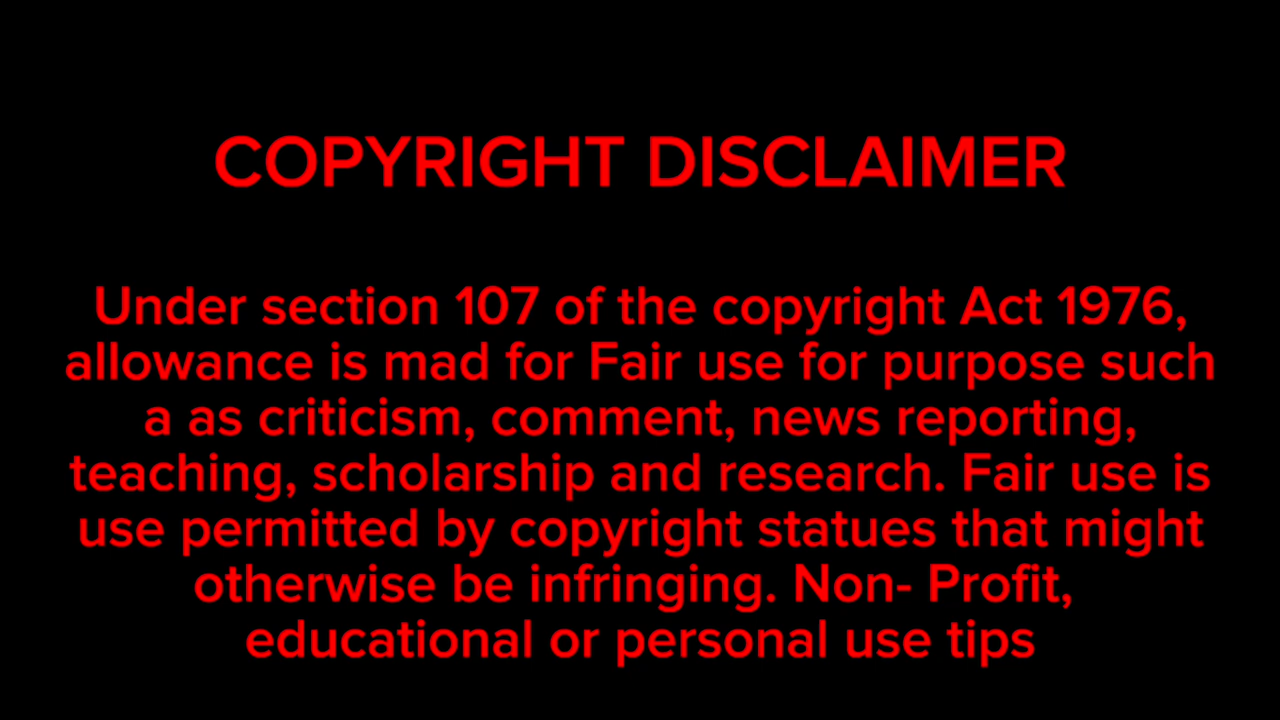 COPYRIGHT DISCLAIMER
Under section 107 of the copyright Act 1976,
allowance is mad for Fair use for purpose such
a as criticism, comment, news reporting,
teaching, scholarship and research. Fair use is
use permitted by copyright statues that might
otherwise be infringing. Non- Profit,
educational or personal use tips